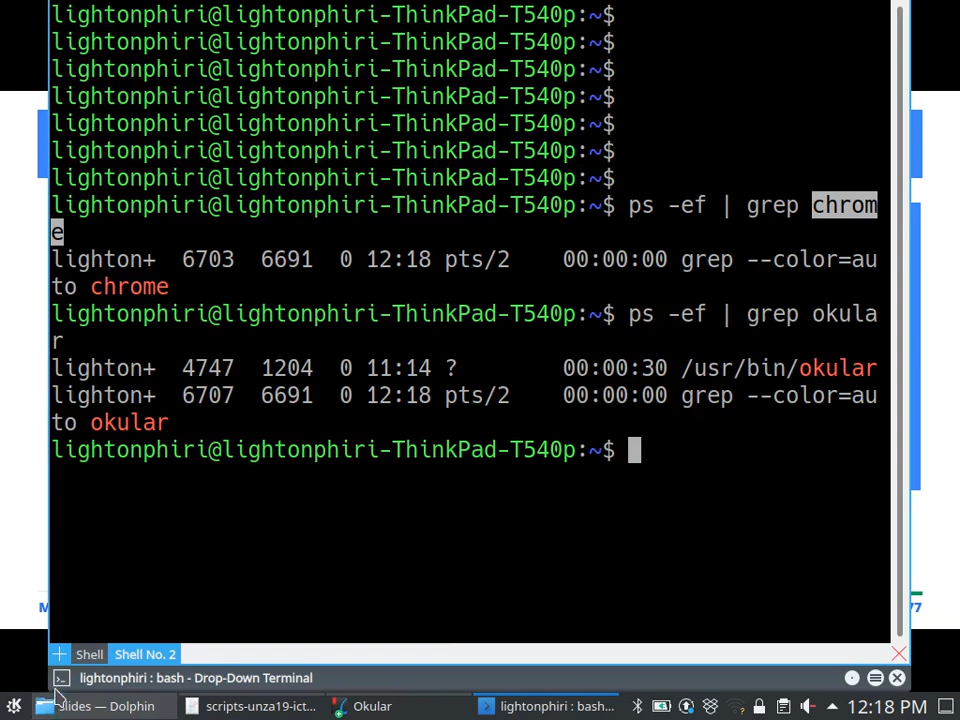 lightonphiri@lightonphiri-ThinkPad-T540p:~$
lightonphiri@lightonphiri-ThinkPad-T540p:~$
lightonphiri@lightonphiri-ThinkPad-T540p:~$
lightonphiri@lightonphiri-ThinkPad-T540p:~$
lightonphiri@lightonphiri-ThinkPad-T540p:~$
lightonphiri@lightonphiri-ThinkPad-T540p:~$
lightonphiri@lightonphiri-ThinkPad-T540p:~$
lightonphiri@lightonphiri-ThinkPad-T540p:~$ ps -ef | grep chrom
e
lighton+  6703  6691  0 12:18 pts/2    00:00:00 grep --color=au
to chrome
lightonphiri@lightonphiri-ThinkPad-T540p:~$ ps -ef | grep okula
r
lighton+  4747  1204  0 11:14 ?        00:00:30 /usr/bin/okular
lighton+  6707  6691  0 12:18 pts/2    00:00:00 grep --color=au
to okular
lightonphiri@lightonphiri-ThinkPad-T540p:~$
Shell Shell No. 2
lightonphiri : bash - Drop-Down Terminal
Slides — Dolphin scripts-unza19-ict... Okular lightonphiri : bash... 12:18 PM